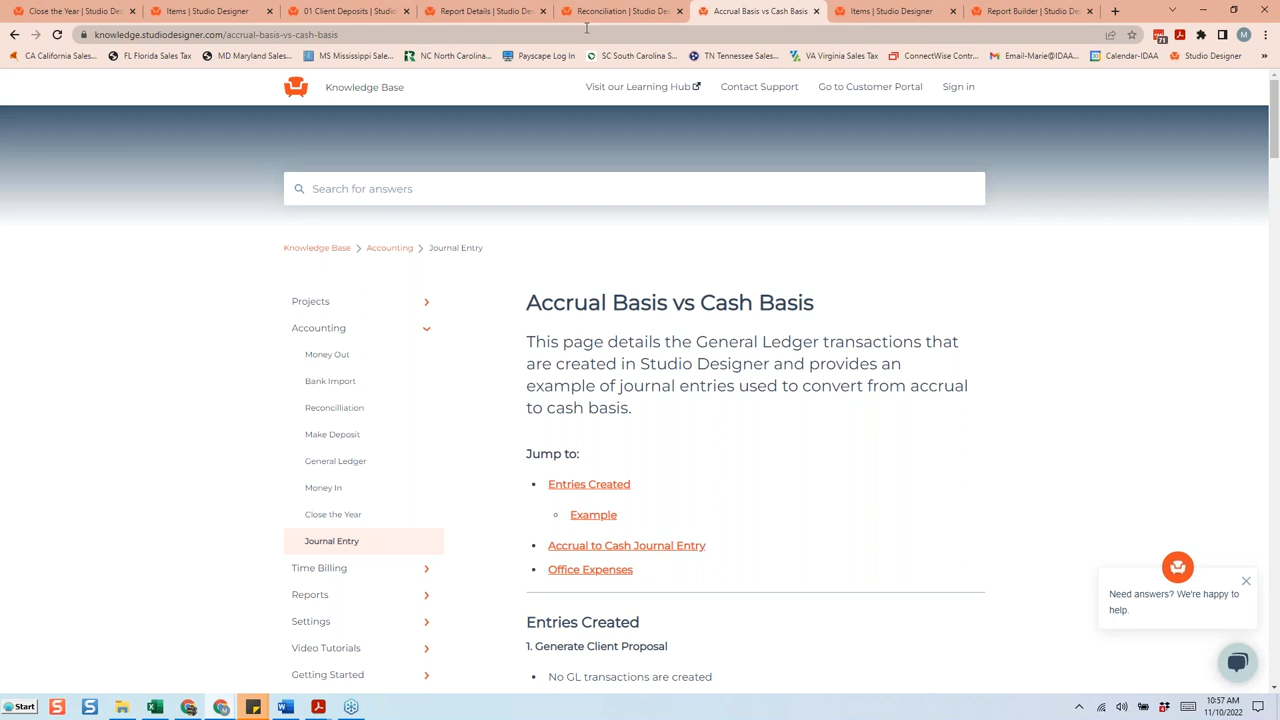 Close the Year | Studio Designer
Items | Studio Designer
Report Details | Studio Des
Reconciliation | Studio Des
Accrual Basis vs Cash Basis
Items | Studio Designer
Report Builder | Studio De
knowledge.studiodesigner.com/accrual-basis-vs-cash-basis
CA California Sales...
FL Florida Sales Tax
MD Maryland Sales...
MS Mississippi Sale...
NC North Carolina...
Payscape Log In
SC South Carolina S...
TN Tennessee Sales...
VA Virginia Sales Tax
ConnectWise Contr...
Email-Marie@IDAA...
Calendar-IDAA
Studio Designer
Knowledge Base
Visit our Learning Hub
Contact Support
Go to Customer Portal
Sign in
Search for answers
Knowledge Base > Accounting > Journal Entry
Projects
Accounting
Money Out
Bank Import
Reconcilliation
Make Deposit
General Ledger
Money In
Close the Year
Journal Entry
Time Billing
Reports
Settings
Video Tutorials
Getting Started
Accrual Basis vs Cash Basis
This page details the General Ledger transactions that
are created in Studio Designer and provides an
example of journal entries used to convert from accrual
to cash basis.
Jump to:
Entries Created
Example
Accrual to Cash Journal Entry
Office Expenses
Entries Created
1. Generate Client Proposal
No GL transactions are created
Need answers? We're happy to
help.
Start
10:57 AM
11/10/2022